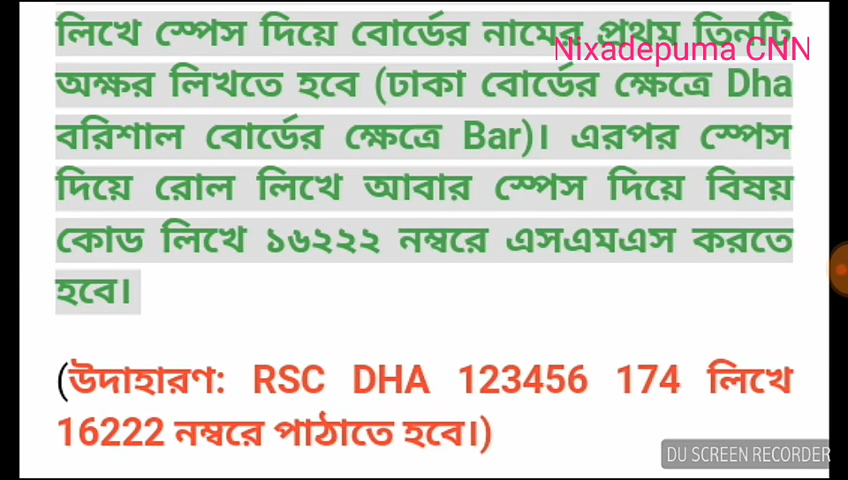 লিখে স্পেস দিয়ে বোর্ডের নামের প্রথম তিনটি
Nixadepuma CNN
অক্ষর লিখতে হবে (ঢাকা বোর্ডের ক্ষেত্রে Dha
বরিশাল বোর্ডের ক্ষেত্রে Bar)। এরপর স্পেস
দিয়ে রোল লিখে আবার স্পেস দিয়ে বিষয়
কোড লিখে ১৬২২২ নম্বরে এসএমএস করতে
হবে।
(উদাহারণ: RSC DHA 123456 174 লিখে
16222 নম্বরে পাঠাতে হবে।)
DU SCREEN RECORDER